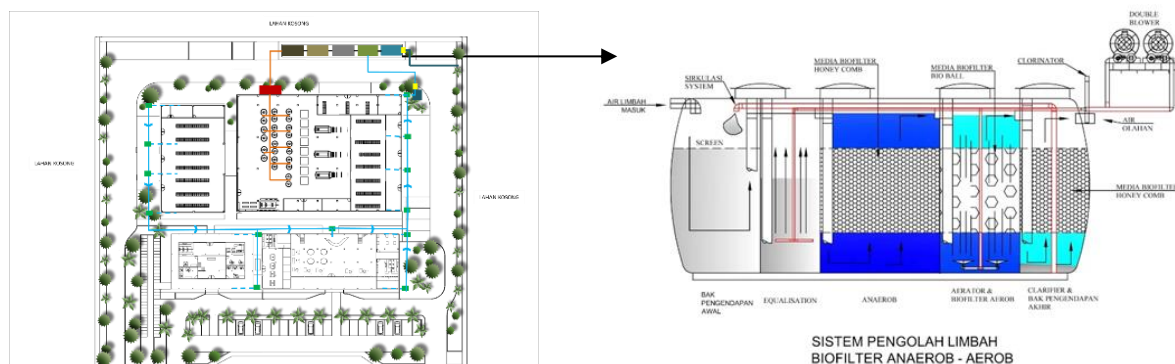 LAHAN KOSONG
LAHAN KOSONG
LAHAN KOSONG
DOUBLE
BLOWER
MEDIA BIOFILTER
HONEY COMB
MEDIA BIOFILTER
BIO BALL
CLORINATOR
SIRKULASI
SYSTEM
AIR LIMBAH
MASUK
AIR
OLAHAN
SCREEN
MEDIA BIOFILTER
HONEY COMB
BAK
PENGENDAPAN
AWAL
EQUALISATION
ANAEROB
AERATOR &
BIOFILTER AEROB
CLARIFIER &
BAK PENGENDAPAN
AKHIR
SISTEM PENGOLAH LIMBAH
BIOFILTER ANAEROB - AEROB